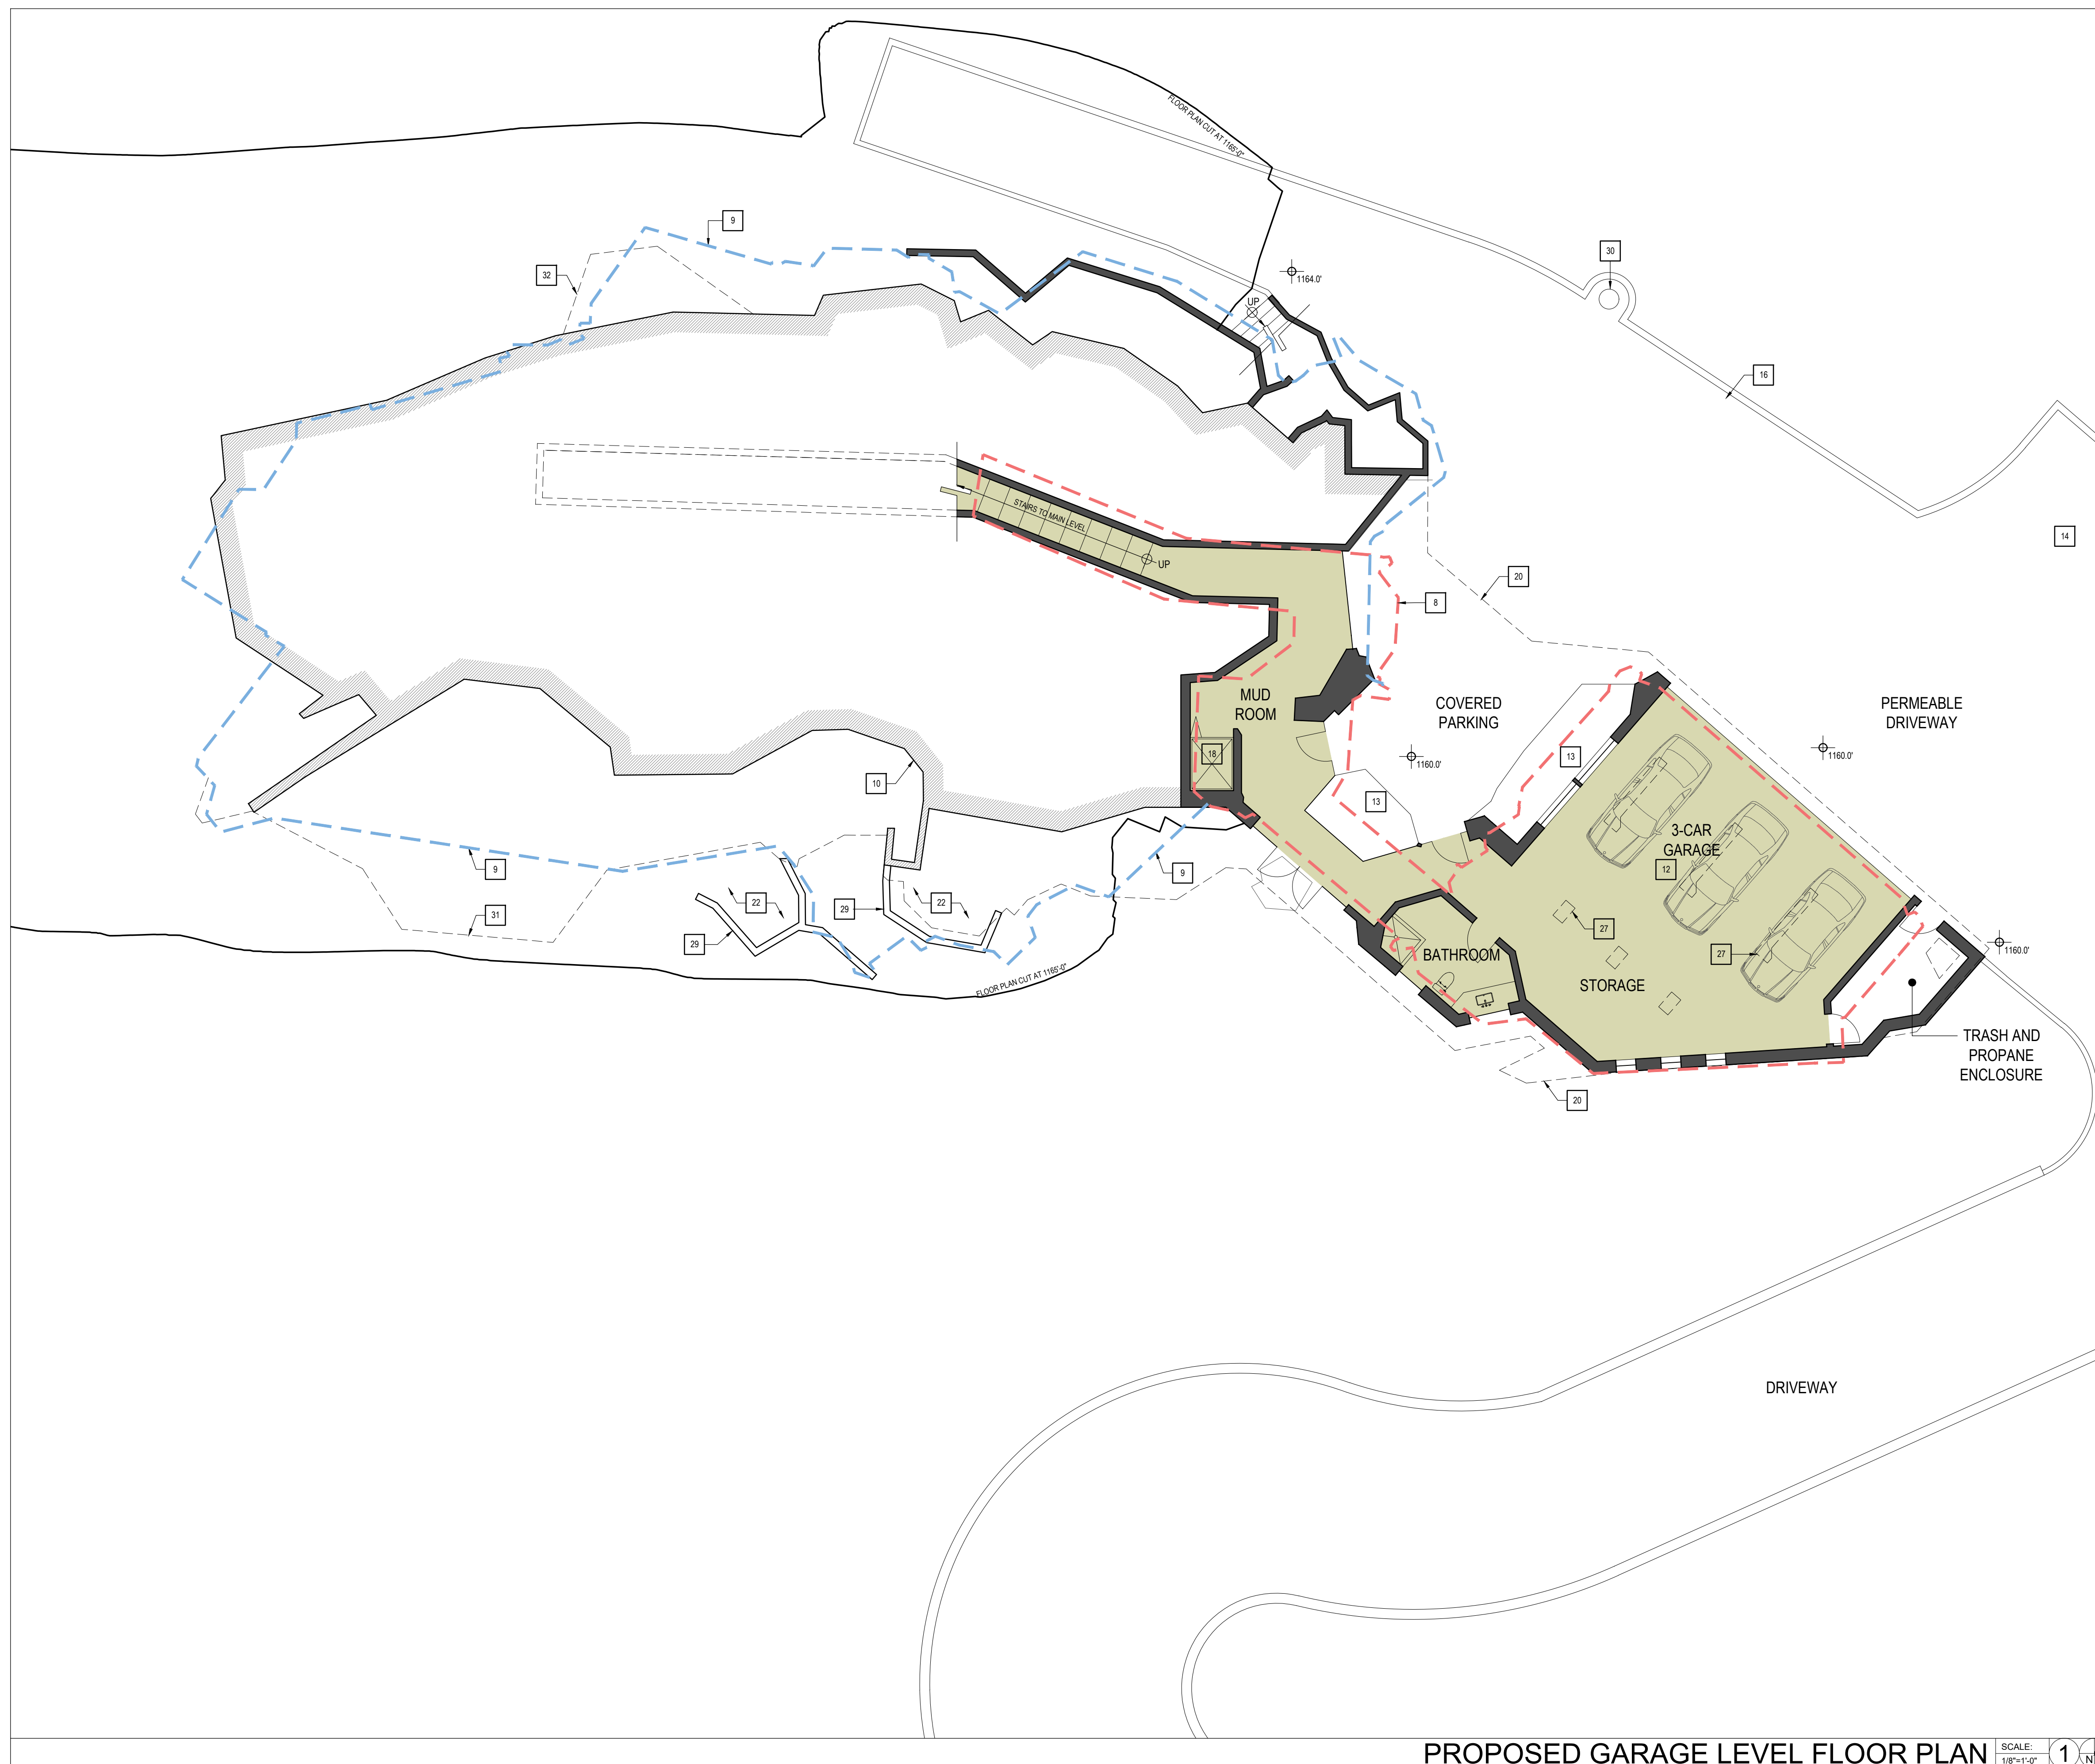 FLOOR PLAN CUT AT 1165'-0"
9
32
30
1164.0'
UP
16
STAIRS TO MAIN LEVEL
UP
14
20
8
MUD
ROOM
COVERED
PARKING
PERMEABLE
DRIVEWAY
18
13
1160.0'
1160.0'
10
13
3-CAR
GARAGE
12
9
9
22
29
22
31
29
27
27
1160.0'
BATHROOM
STORAGE
FLOOR PLAN CUT AT 1165'-0"
TRASH AND
PROPANE
ENCLOSURE
20
DRIVEWAY
PROPOSED GARAGE LEVEL FLOOR PLAN
SCALE:
1/8"=1'-0"
1
N